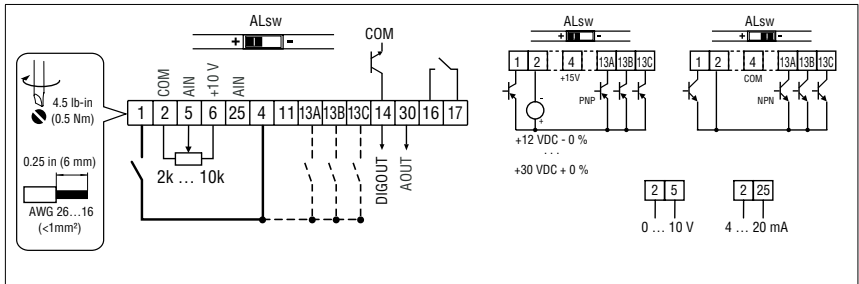 ALsw
+ -
COM
4.5 lb-in
(0.5 Nm)
0.25 in (6 mm)
AWG 26…16
(<1mm²)
COM
AIN
+10 V
AIN
1 2 5 6 25 4 11 13A 13B 13C 14 30 16 17
2k … 10k
DIGOUT
AOUT
ALsw
+ -
1 2 4 13A 13B 13C
+15V
PNP
-
+
+12 VDC - 0 %
. . .
+30 VDC + 0 %
ALsw
+ -
1 2 4 13A 13B 13C
COM
NPN
2 5
0 … 10 V
2 25
4 … 20 mA